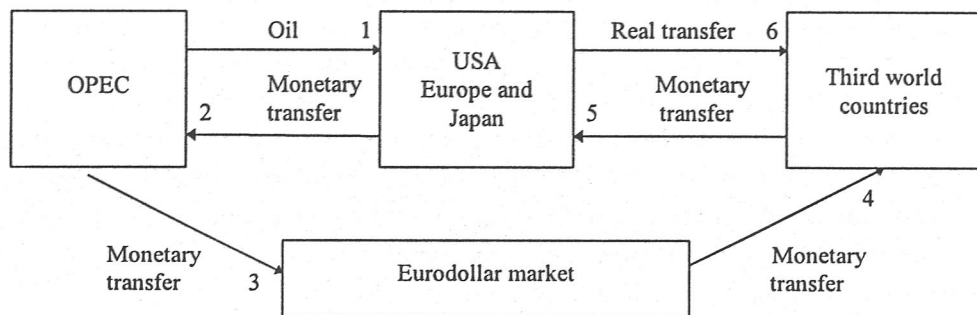 Oil 1
Real transfer 6
OPEC
2
Monetary
transfer
USA
Europe and
Japan
5
Monetary
transfer
Third world
countries
4
Monetary
transfer 3
Eurodollar market
Monetary
transfer